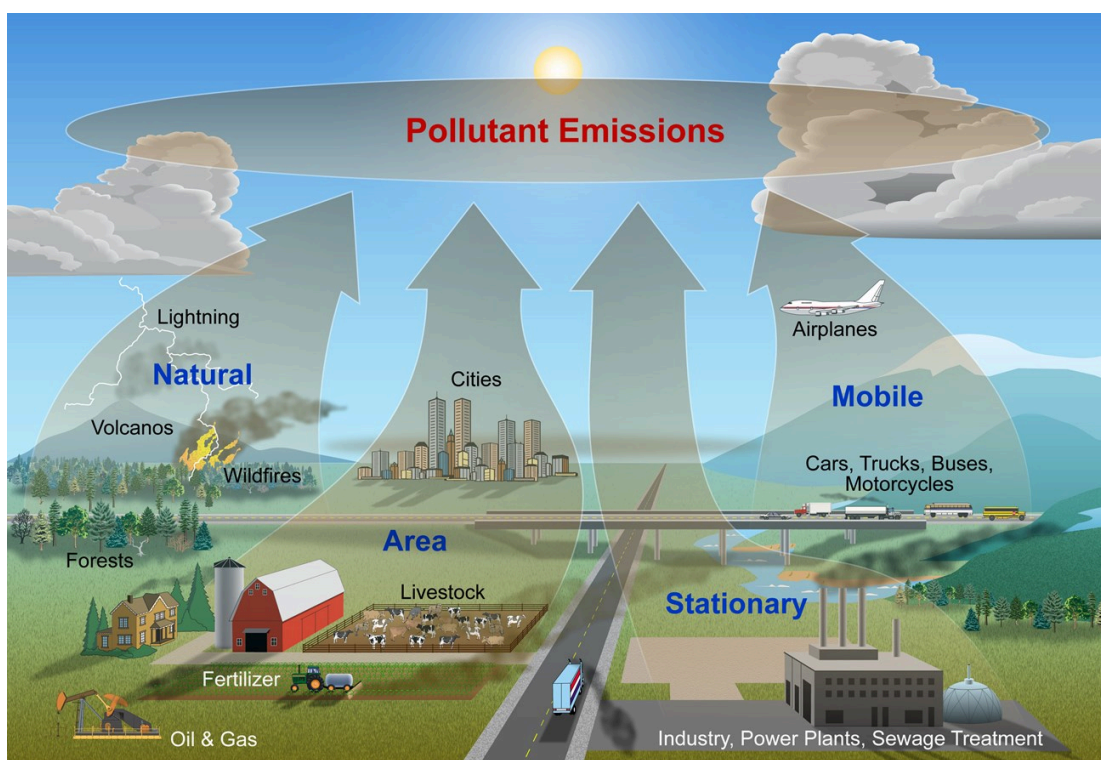 Pollutant Emissions
Lightning
Natural
Volcanos
Wildfires
Forests
Cities
Area
Livestock
Fertilizer
Oil & Gas
Airplanes
Mobile
Cars, Trucks, Buses,
Motorcycles
Stationary
Industry, Power Plants, Sewage Treatment